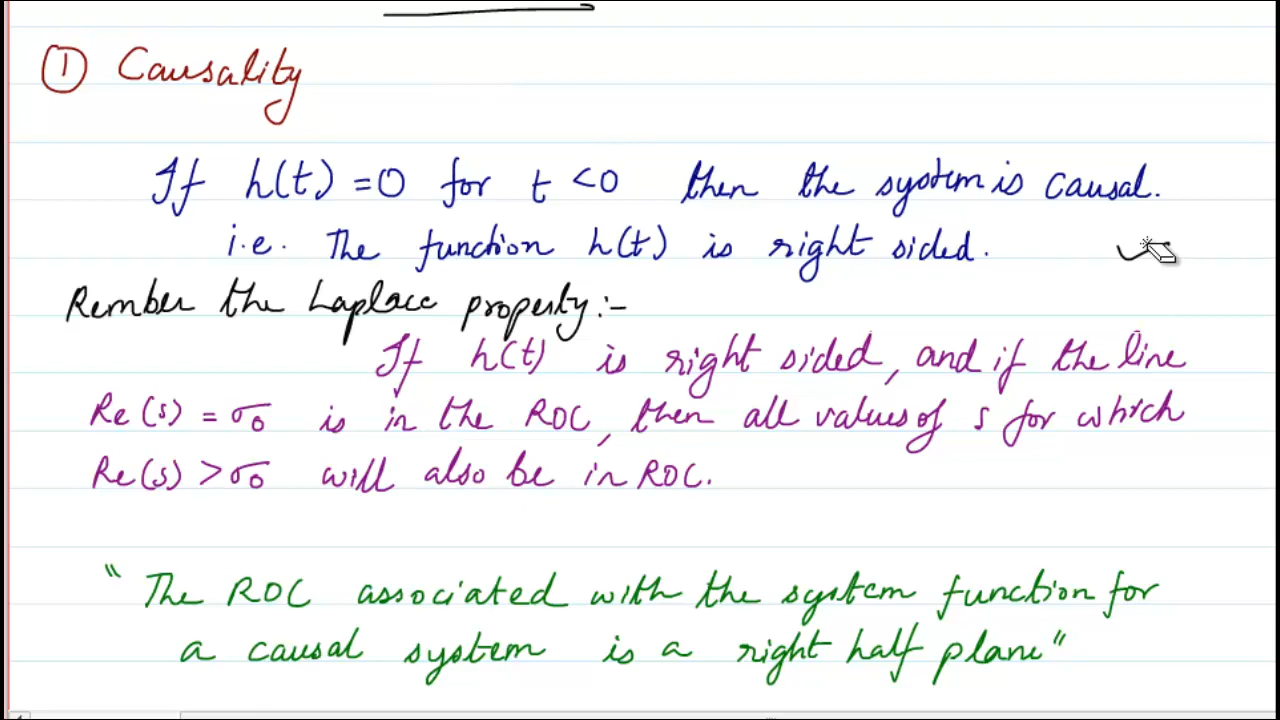 ① Causality
If h(t) = 0 for t < 0 then the system is causal.
i.e. The function h(t) is right sided.
Rember the Laplace property :-
If h(t) is right sided, and if the line
Re(s) = σ₀ is in the ROC, then all values of s for which
Re(s) > σ₀ will also be in ROC.
" The ROC associated with the system function for
a causal system is a right half plane "